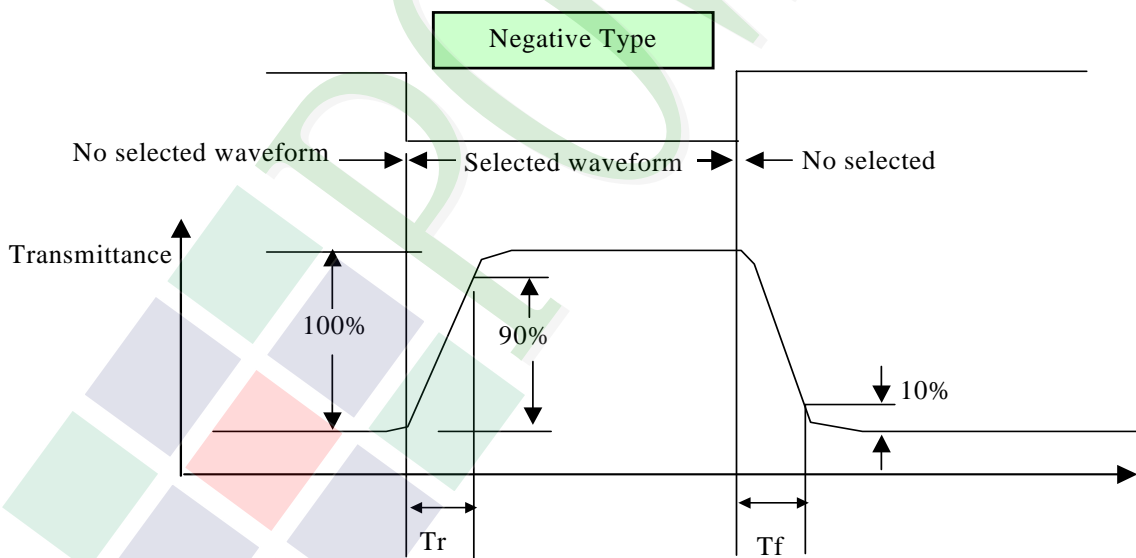 Negative Type
No selected waveform
Selected waveform
No selected
Transmittance
100%
90%
10%
Tr
Tf